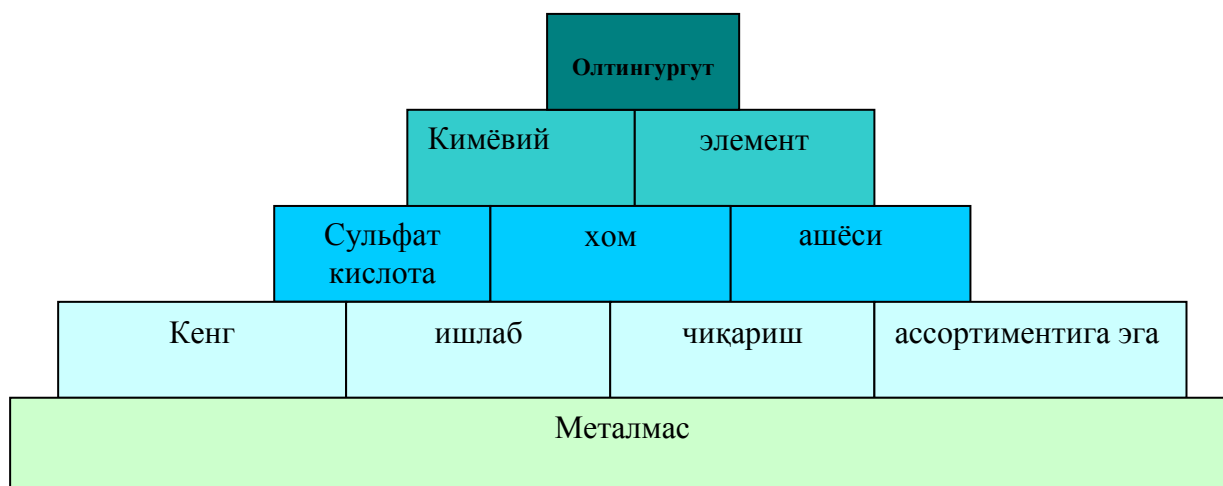 Олтингургут
Кимёвий элемент
Сульфат кислота хом ашёси
Кенг ишлаб чиқариш ассортиментига эга
Металмас